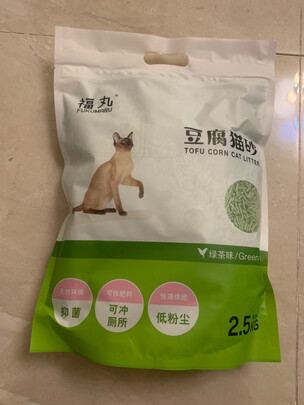 福丸
FUKUMARU
豆腐猫砂
TOFU CORN CAT LITTER
绿茶味/Green
抑菌
可冲
厕所
低粉尘
2.5KG